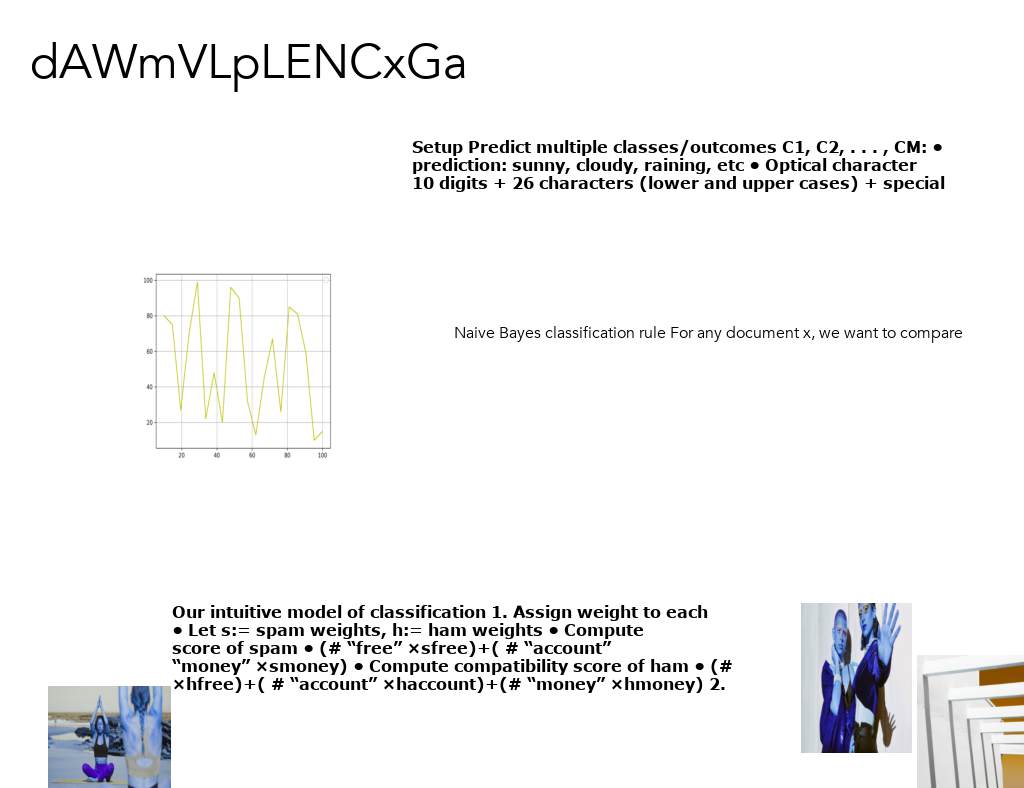 dAWmVLpLENCxGa
Setup Predict multiple classes/outcomes C1, C2, . . . , CM: ●
prediction: sunny, cloudy, raining, etc ● Optical character
10 digits + 26 characters (lower and upper cases) + special
100
80
60
40
20
20 40 60 80 100
Naive Bayes classification rule For any document x, we want to compare
Our intuitive model of classification 1. Assign weight to each
● Let s:= spam weights, h:= ham weights ● Compute
score of spam ● (# “free” ×sfree)+( # “account”
“money” ×smoney) ● Compute compatibility score of ham ● (#
×hfree)+( # “account” ×haccount)+(# “money” ×hmoney) 2.